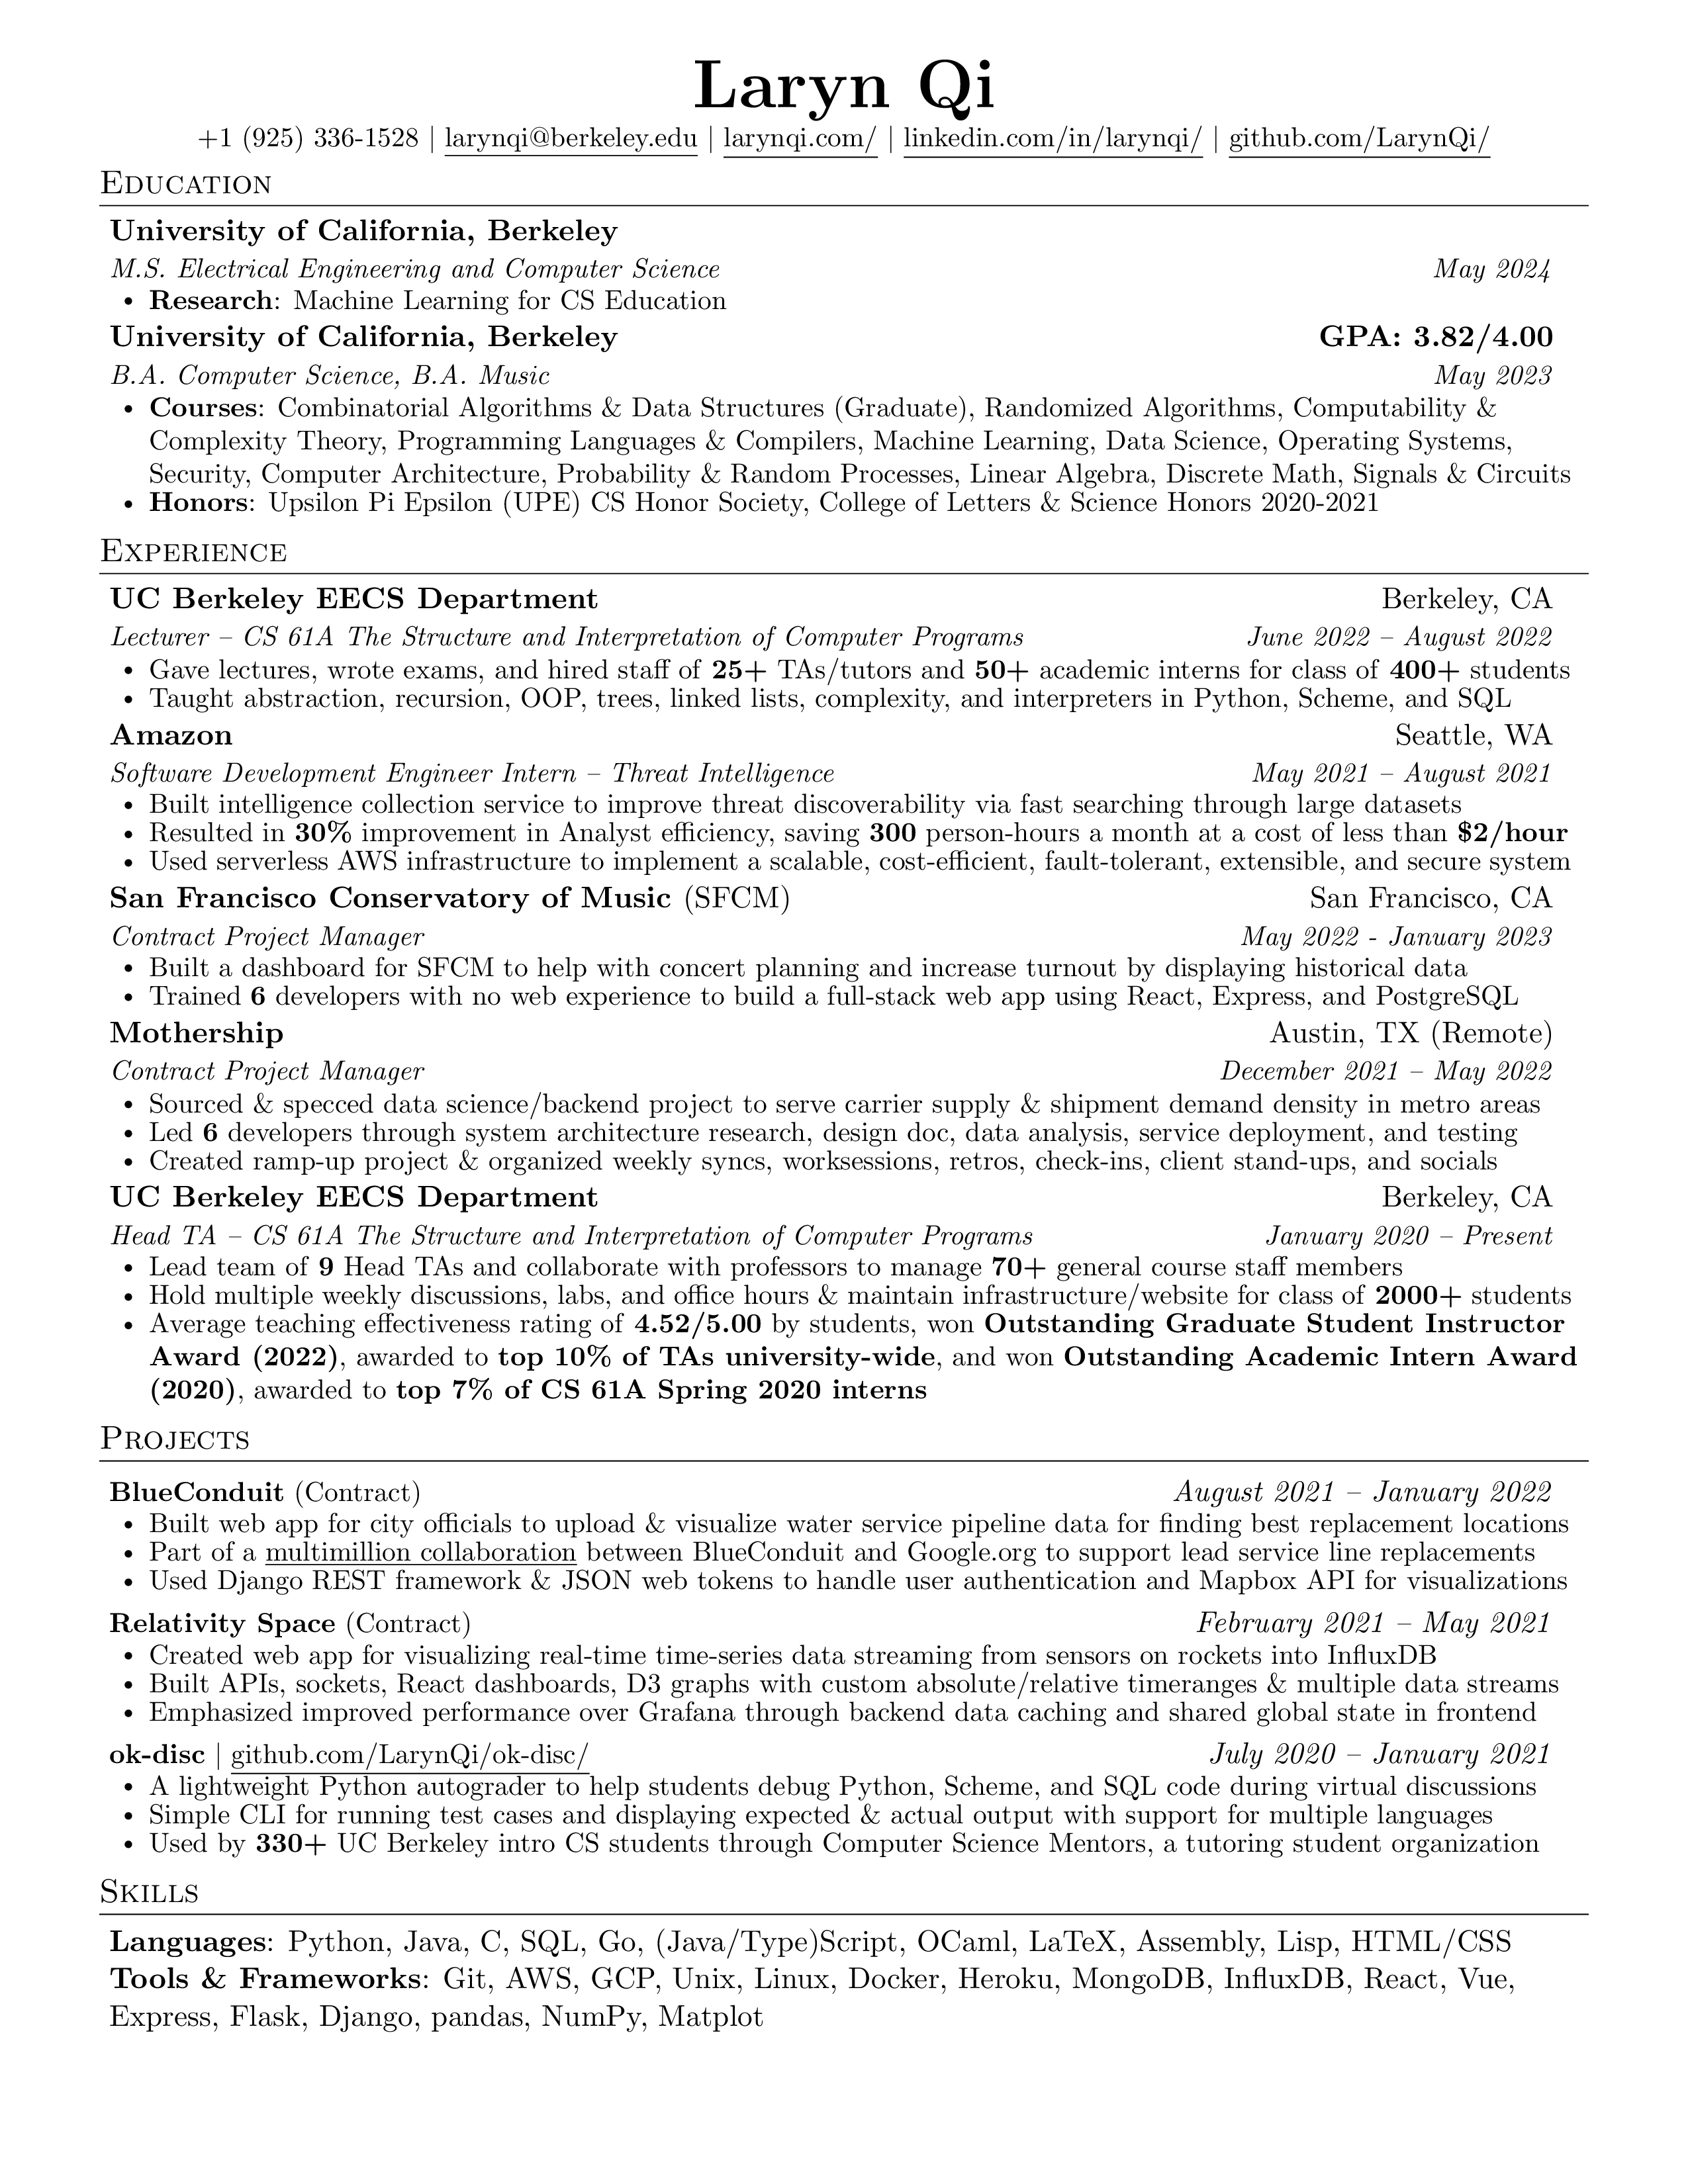 Laryn Qi
+1 (925) 336-1528 | larynqi@berkeley.edu | larynqi.com/ | linkedin.com/in/larynqi/ | github.com/LarynQi/
Education
University of California, Berkeley
M.S. Electrical Engineering and Computer Science May 2024
• Research: Machine Learning for CS Education
University of California, Berkeley GPA: 3.82/4.00
B.A. Computer Science, B.A. Music May 2023
• Courses: Combinatorial Algorithms & Data Structures (Graduate), Randomized Algorithms, Computability &
Complexity Theory, Programming Languages & Compilers, Machine Learning, Data Science, Operating Systems,
Security, Computer Architecture, Probability & Random Processes, Linear Algebra, Discrete Math, Signals & Circuits
• Honors: Upsilon Pi Epsilon (UPE) CS Honor Society, College of Letters & Science Honors 2020-2021
Experience
UC Berkeley EECS Department Berkeley, CA
Lecturer – CS 61A The Structure and Interpretation of Computer Programs June 2022 – August 2022
• Gave lectures, wrote exams, and hired staff of 25+ TAs/tutors and 50+ academic interns for class of 400+ students
• Taught abstraction, recursion, OOP, trees, linked lists, complexity, and interpreters in Python, Scheme, and SQL
Amazon Seattle, WA
Software Development Engineer Intern – Threat Intelligence May 2021 – August 2021
• Built intelligence collection service to improve threat discoverability via fast searching through large datasets
• Resulted in 30% improvement in Analyst efficiency, saving 300 person-hours a month at a cost of less than $2/hour
• Used serverless AWS infrastructure to implement a scalable, cost-efficient, fault-tolerant, extensible, and secure system
San Francisco Conservatory of Music (SFCM) San Francisco, CA
Contract Project Manager May 2022 - January 2023
• Built a dashboard for SFCM to help with concert planning and increase turnout by displaying historical data
• Trained 6 developers with no web experience to build a full-stack web app using React, Express, and PostgreSQL
Mothership Austin, TX (Remote)
Contract Project Manager December 2021 – May 2022
• Sourced & specced data science/backend project to serve carrier supply & shipment demand density in metro areas
• Led 6 developers through system architecture research, design doc, data analysis, service deployment, and testing
• Created ramp-up project & organized weekly syncs, worksessions, retros, check-ins, client stand-ups, and socials
UC Berkeley EECS Department Berkeley, CA
Head TA – CS 61A The Structure and Interpretation of Computer Programs January 2020 – Present
• Lead team of 9 Head TAs and collaborate with professors to manage 70+ general course staff members
• Hold multiple weekly discussions, labs, and office hours & maintain infrastructure/website for class of 2000+ students
• Average teaching effectiveness rating of 4.52/5.00 by students, won Outstanding Graduate Student Instructor
Award (2022), awarded to top 10% of TAs university-wide, and won Outstanding Academic Intern Award
(2020), awarded to top 7% of CS 61A Spring 2020 interns
Projects
BlueConduit (Contract) August 2021 – January 2022
• Built web app for city officials to upload & visualize water service pipeline data for finding best replacement locations
• Part of a multimillion collaboration between BlueConduit and Google.org to support lead service line replacements
• Used Django REST framework & JSON web tokens to handle user authentication and Mapbox API for visualizations
Relativity Space (Contract) February 2021 – May 2021
• Created web app for visualizing real-time time-series data streaming from sensors on rockets into InfluxDB
• Built APIs, sockets, React dashboards, D3 graphs with custom absolute/relative timeranges & multiple data streams
• Emphasized improved performance over Grafana through backend data caching and shared global state in frontend
ok-disc | github.com/LarynQi/ok-disc/ July 2020 – January 2021
• A lightweight Python autograder to help students debug Python, Scheme, and SQL code during virtual discussions
• Simple CLI for running test cases and displaying expected & actual output with support for multiple languages
• Used by 330+ UC Berkeley intro CS students through Computer Science Mentors, a tutoring student organization
Skills
Languages: Python, Java, C, SQL, Go, (Java/Type)Script, OCaml, LaTeX, Assembly, Lisp, HTML/CSS
Tools & Frameworks: Git, AWS, GCP, Unix, Linux, Docker, Heroku, MongoDB, InfluxDB, React, Vue,
Express, Flask, Django, pandas, NumPy, Matplot